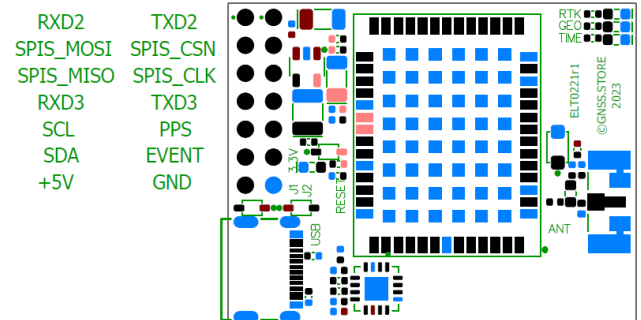 RXD2 TXD2
SPIS_MOSI SPIS_CSN
SPIS_MISO SPIS_CLK
RXD3 TXD3
SCL PPS
SDA EVENT
+5V GND
J1
J2
3.3V
RESET
USB
RTK
GEO
TIME
ELT0221r1
©GNSS.STORE
2023
ANT